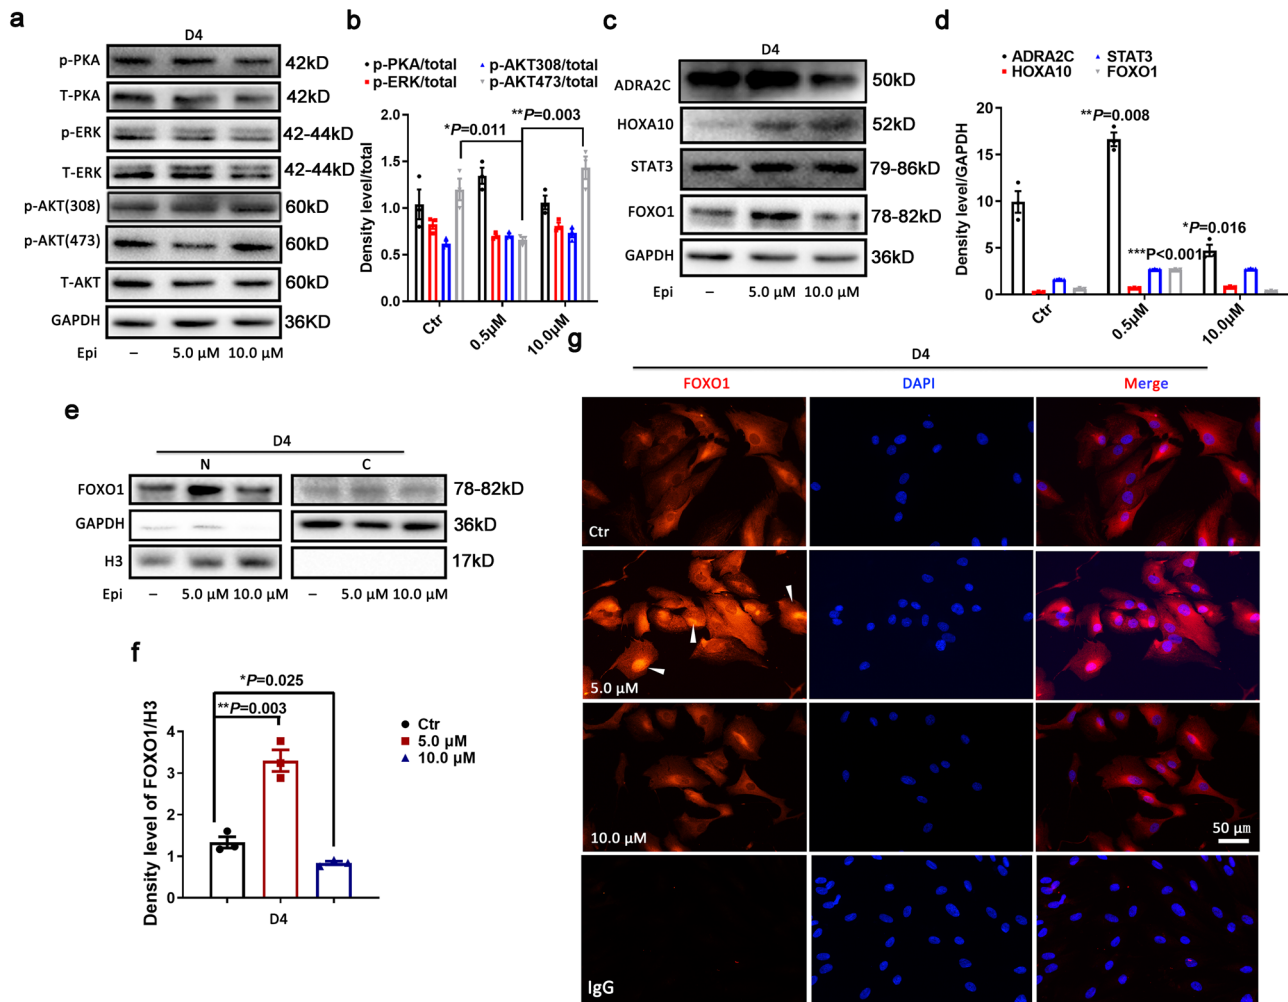 a
D4
p-PKA 42kD
T-PKA 42kD
p-ERK 42-44kD
T-ERK 42-44kD
p-AKT(308) 60kD
p-AKT(473) 60kD
T-AKT 60kD
GAPDH 36KD
Epi – 5.0 μM 10.0 μM
b
p-PKA/total p-AKT308/total
p-ERK/total p-AKT473/total
**P=0.003
*P=0.011
Density level/total
2.0
1.5
1.0
0.5
0.0
Ctr 0.5μM 10.0μM
c
D4
ADRA2C 50kD
HOXA10 52kD
STAT3 79-86kD
FOXO1 78-82kD
GAPDH 36kD
Epi – 5.0 μM 10.0 μM
d
ADRA2C STAT3
HOXA10 FOXO1
Density level/GAPDH
20
15
10
5
0
**P=0.008
*P=0.016
***P<0.001
Ctr 0.5μM 10.0μM
e
D4
N C
FOXO1 78-82kD
GAPDH 36kD
H3 17kD
Epi – 5.0 μM 10.0 μM – 5.0 μM 10.0 μM
f
*P=0.025
**P=0.003
Ctr
5.0 μM
10.0 μM
Density level of FOXO1/H3
4
3
2
1
0
D4
g
D4
FOXO1 DAPI Merge
Ctr
5.0 μM
10.0 μM
50 μm
IgG